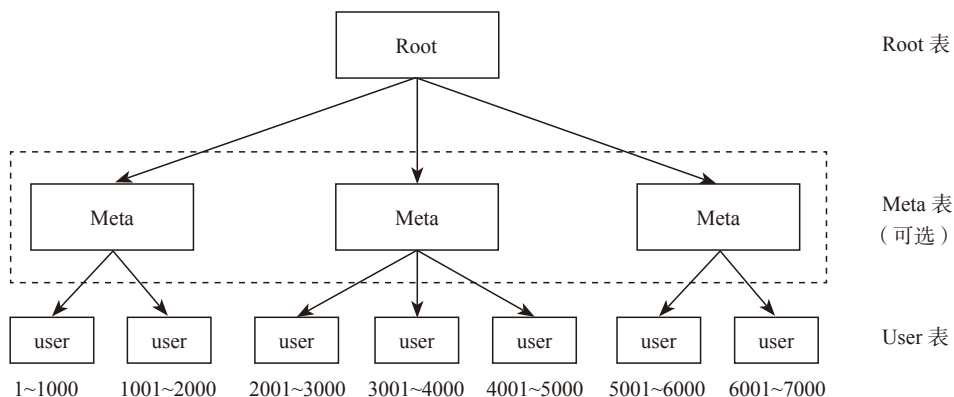 Root
Root 表
Meta
Meta
Meta
Meta 表
（可选）
user
user
user
user
user
user
user
User 表
1~1000
1001~2000
2001~3000
3001~4000
4001~5000
5001~6000
6001~7000